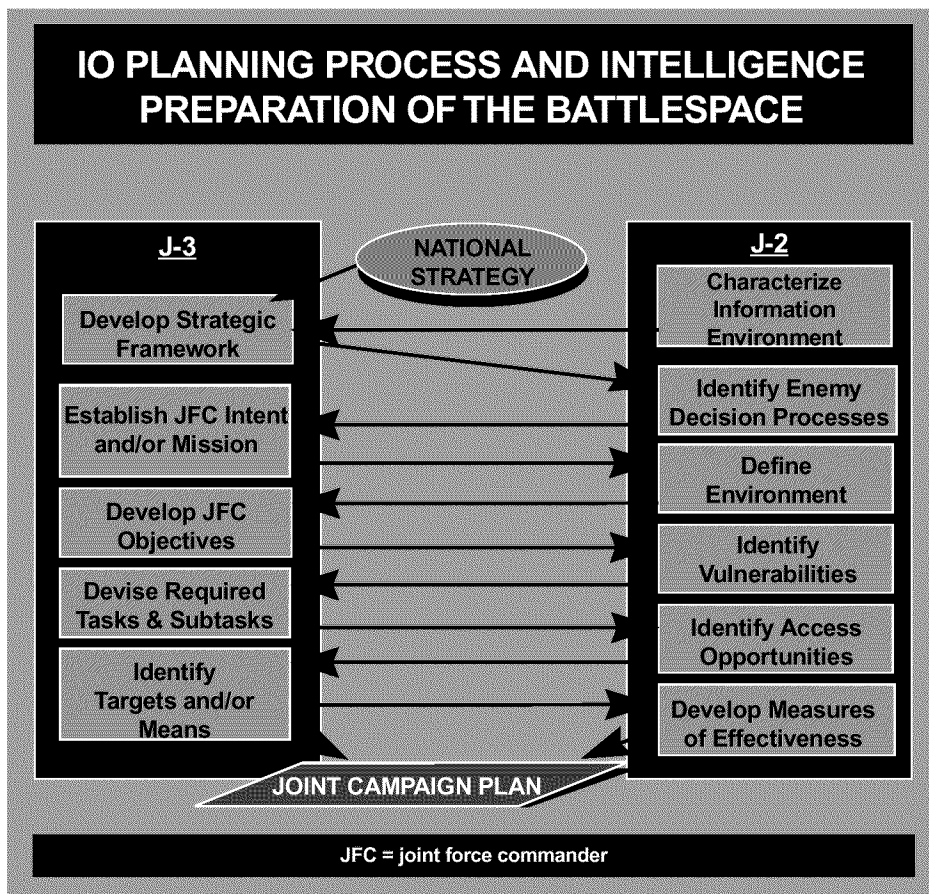 IO PLANNING PROCESS AND INTELLIGENCE
PREPARATION OF THE BATTLESPACE
J-3
Develop Strategic
Framework
Establish JFC Intent
and/or Mission
Develop JFC
Objectives
Devise Required
Tasks & Subtasks
Identify
Targets and/or
Means
NATIONAL
STRATEGY
J-2
Characterize
Information
Environment
Identify Enemy
Decision Processes
Define
Environment
Identify
Vulnerabilities
Identify Access
Opportunities
Develop Measures
of Effectiveness
JOINT CAMPAIGN PLAN
JFC = joint force commander